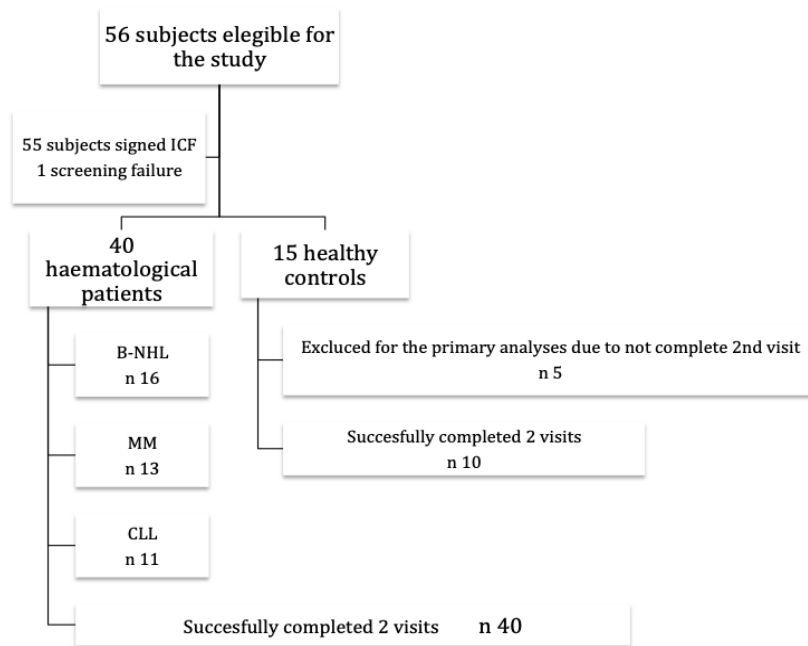 56 subjects elegible for
the study
55 subjects signed ICF
1 screening failure
40
haematological
patients
15 healthy
controls
B-NHL
n 16
MM
n 13
CLL
n 11
Succesfully completed 2 visits n 40
Excluced for the primary analyses due to not complete 2nd visit
n 5
Succesfully completed 2 visits
n 10